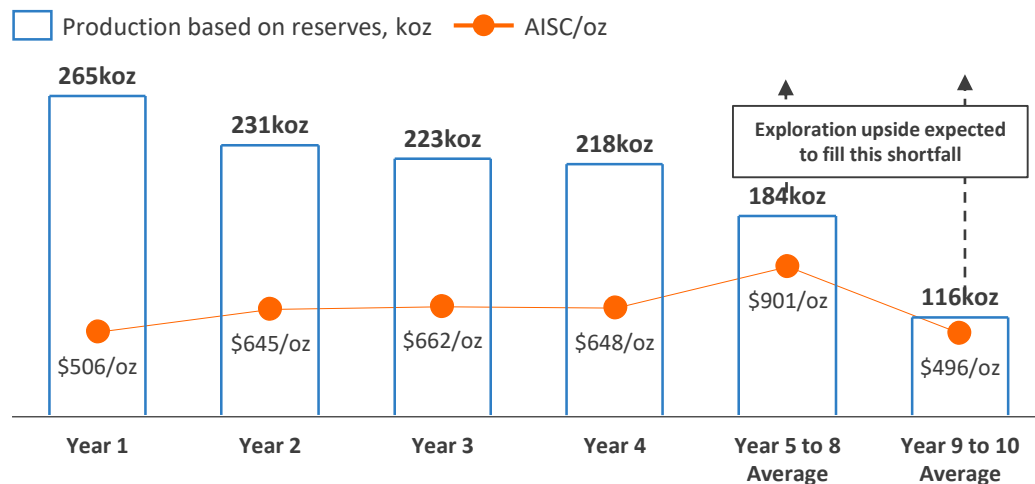 Production based on reserves, koz
AISC/oz
265koz
231koz
223koz
218koz
Exploration upside expected
to fill this shortfall
184koz
116koz
$506/oz
$645/oz
$662/oz
$648/oz
$901/oz
$496/oz
Year 1
Year 2
Year 3
Year 4
Year 5 to 8
Average
Year 9 to 10
Average